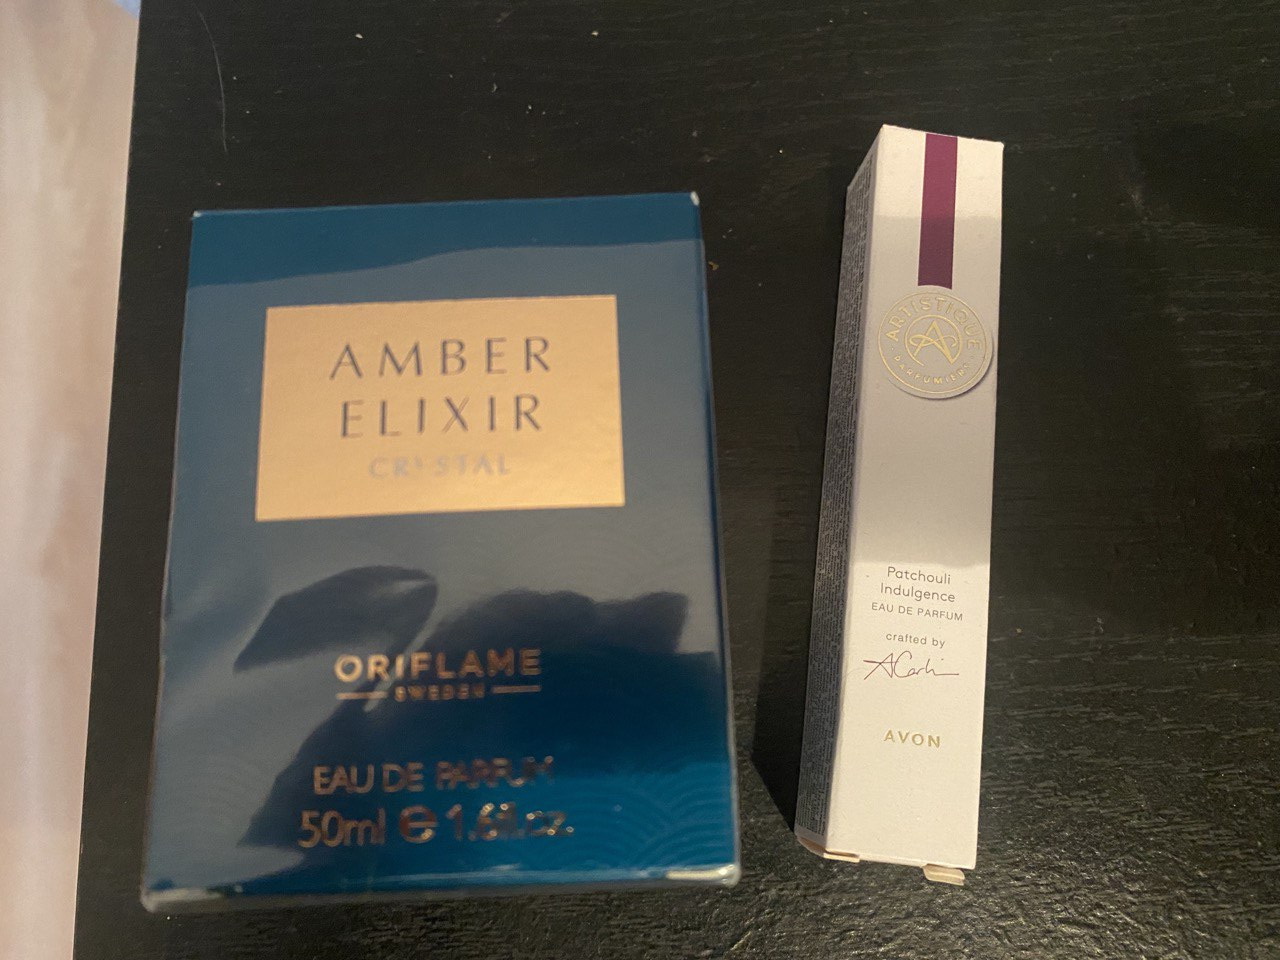 AMBER
ELIXIR
CRYSTAL
ORIFLAME
SWEDEN
EAU DE PARFUM
50ml e 1.6fl.oz.
ARTISTIQUE
PARFUMIERS
Patchouli
Indulgence
EAU DE PARFUM
crafted by
AVON